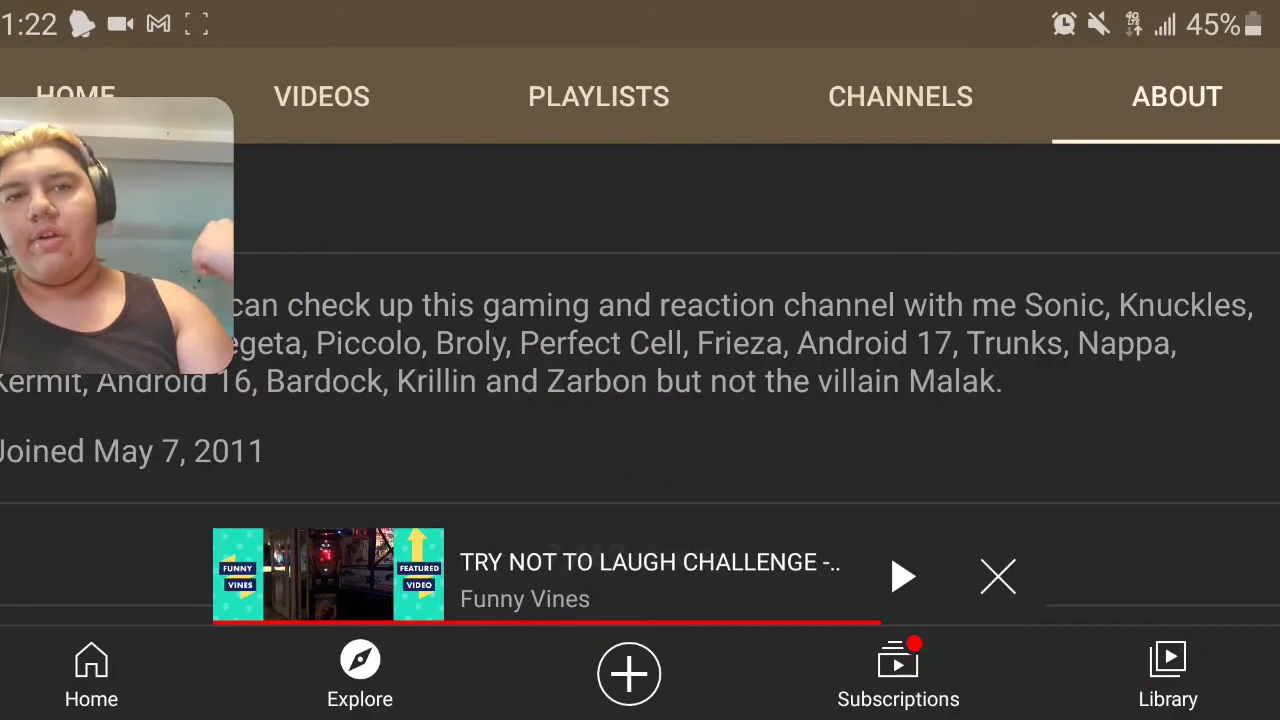 1:22 45%
HOME VIDEOS PLAYLISTS CHANNELS ABOUT
can check up this gaming and reaction channel with me Sonic, Knuckles,
egeta, Piccolo, Broly, Perfect Cell, Frieza, Android 17, Trunks, Nappa,
Kermit, Android 16, Bardock, Krillin and Zarbon but not the villain Malak.
Joined May 7, 2011
FUNNY
VINES
FEATURED
VIDEO
TRY NOT TO LAUGH CHALLENGE -..
Funny Vines
Home Explore Subscriptions Library